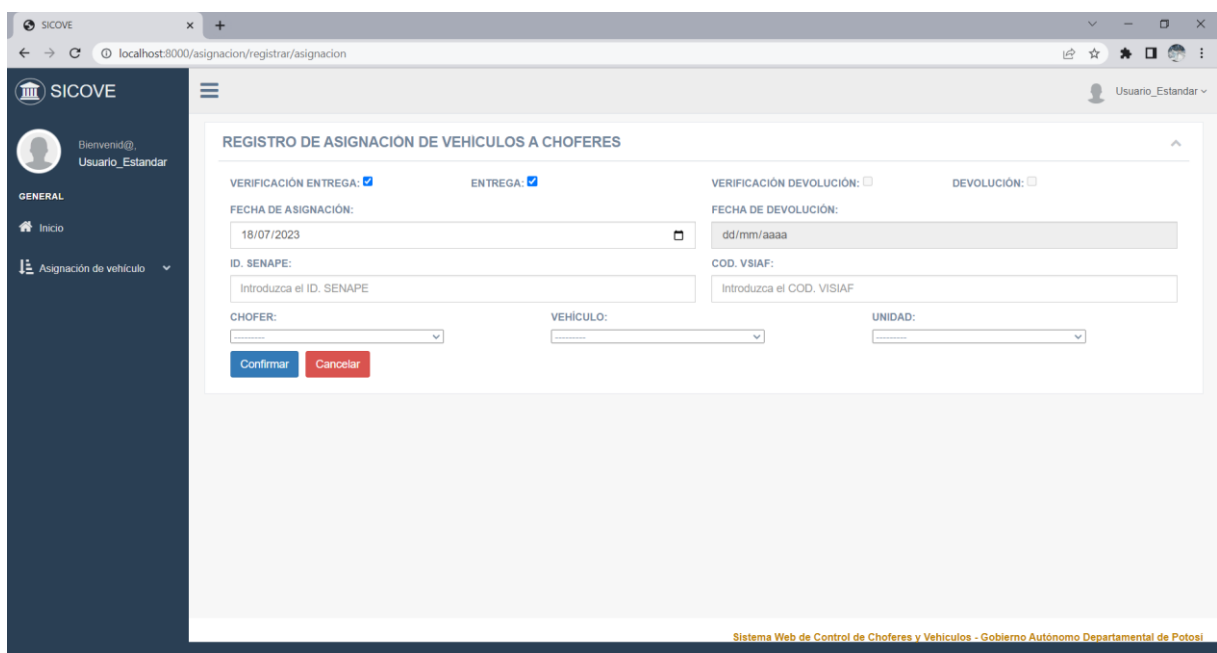 SICOVE
localhost:8000/asignacion/registrar/asignacion
SICOVE
Usuario_Estandar
Bienvenid@,
Usuario_Estandar
GENERAL
Inicio
Asignación de vehículo
REGISTRO DE ASIGNACIÓN DE VEHÍCULOS A CHOFERES
VERIFICACIÓN ENTREGA: ENTREGA: VERIFICACIÓN DEVOLUCIÓN: DEVOLUCIÓN:
FECHA DE ASIGNACIÓN: FECHA DE DEVOLUCIÓN:
18/07/2023 dd/mm/aaaa
ID. SENAPE: COD. VSIAF:
Introduzca el ID. SENAPE Introduzca el COD. VISIAF
CHOFER: VEHÍCULO: UNIDAD:
--------- --------- ---------
Confirmar Cancelar
Sistema Web de Control de Choferes y Vehículos - Gobierno Autónomo Departamental de Potosí